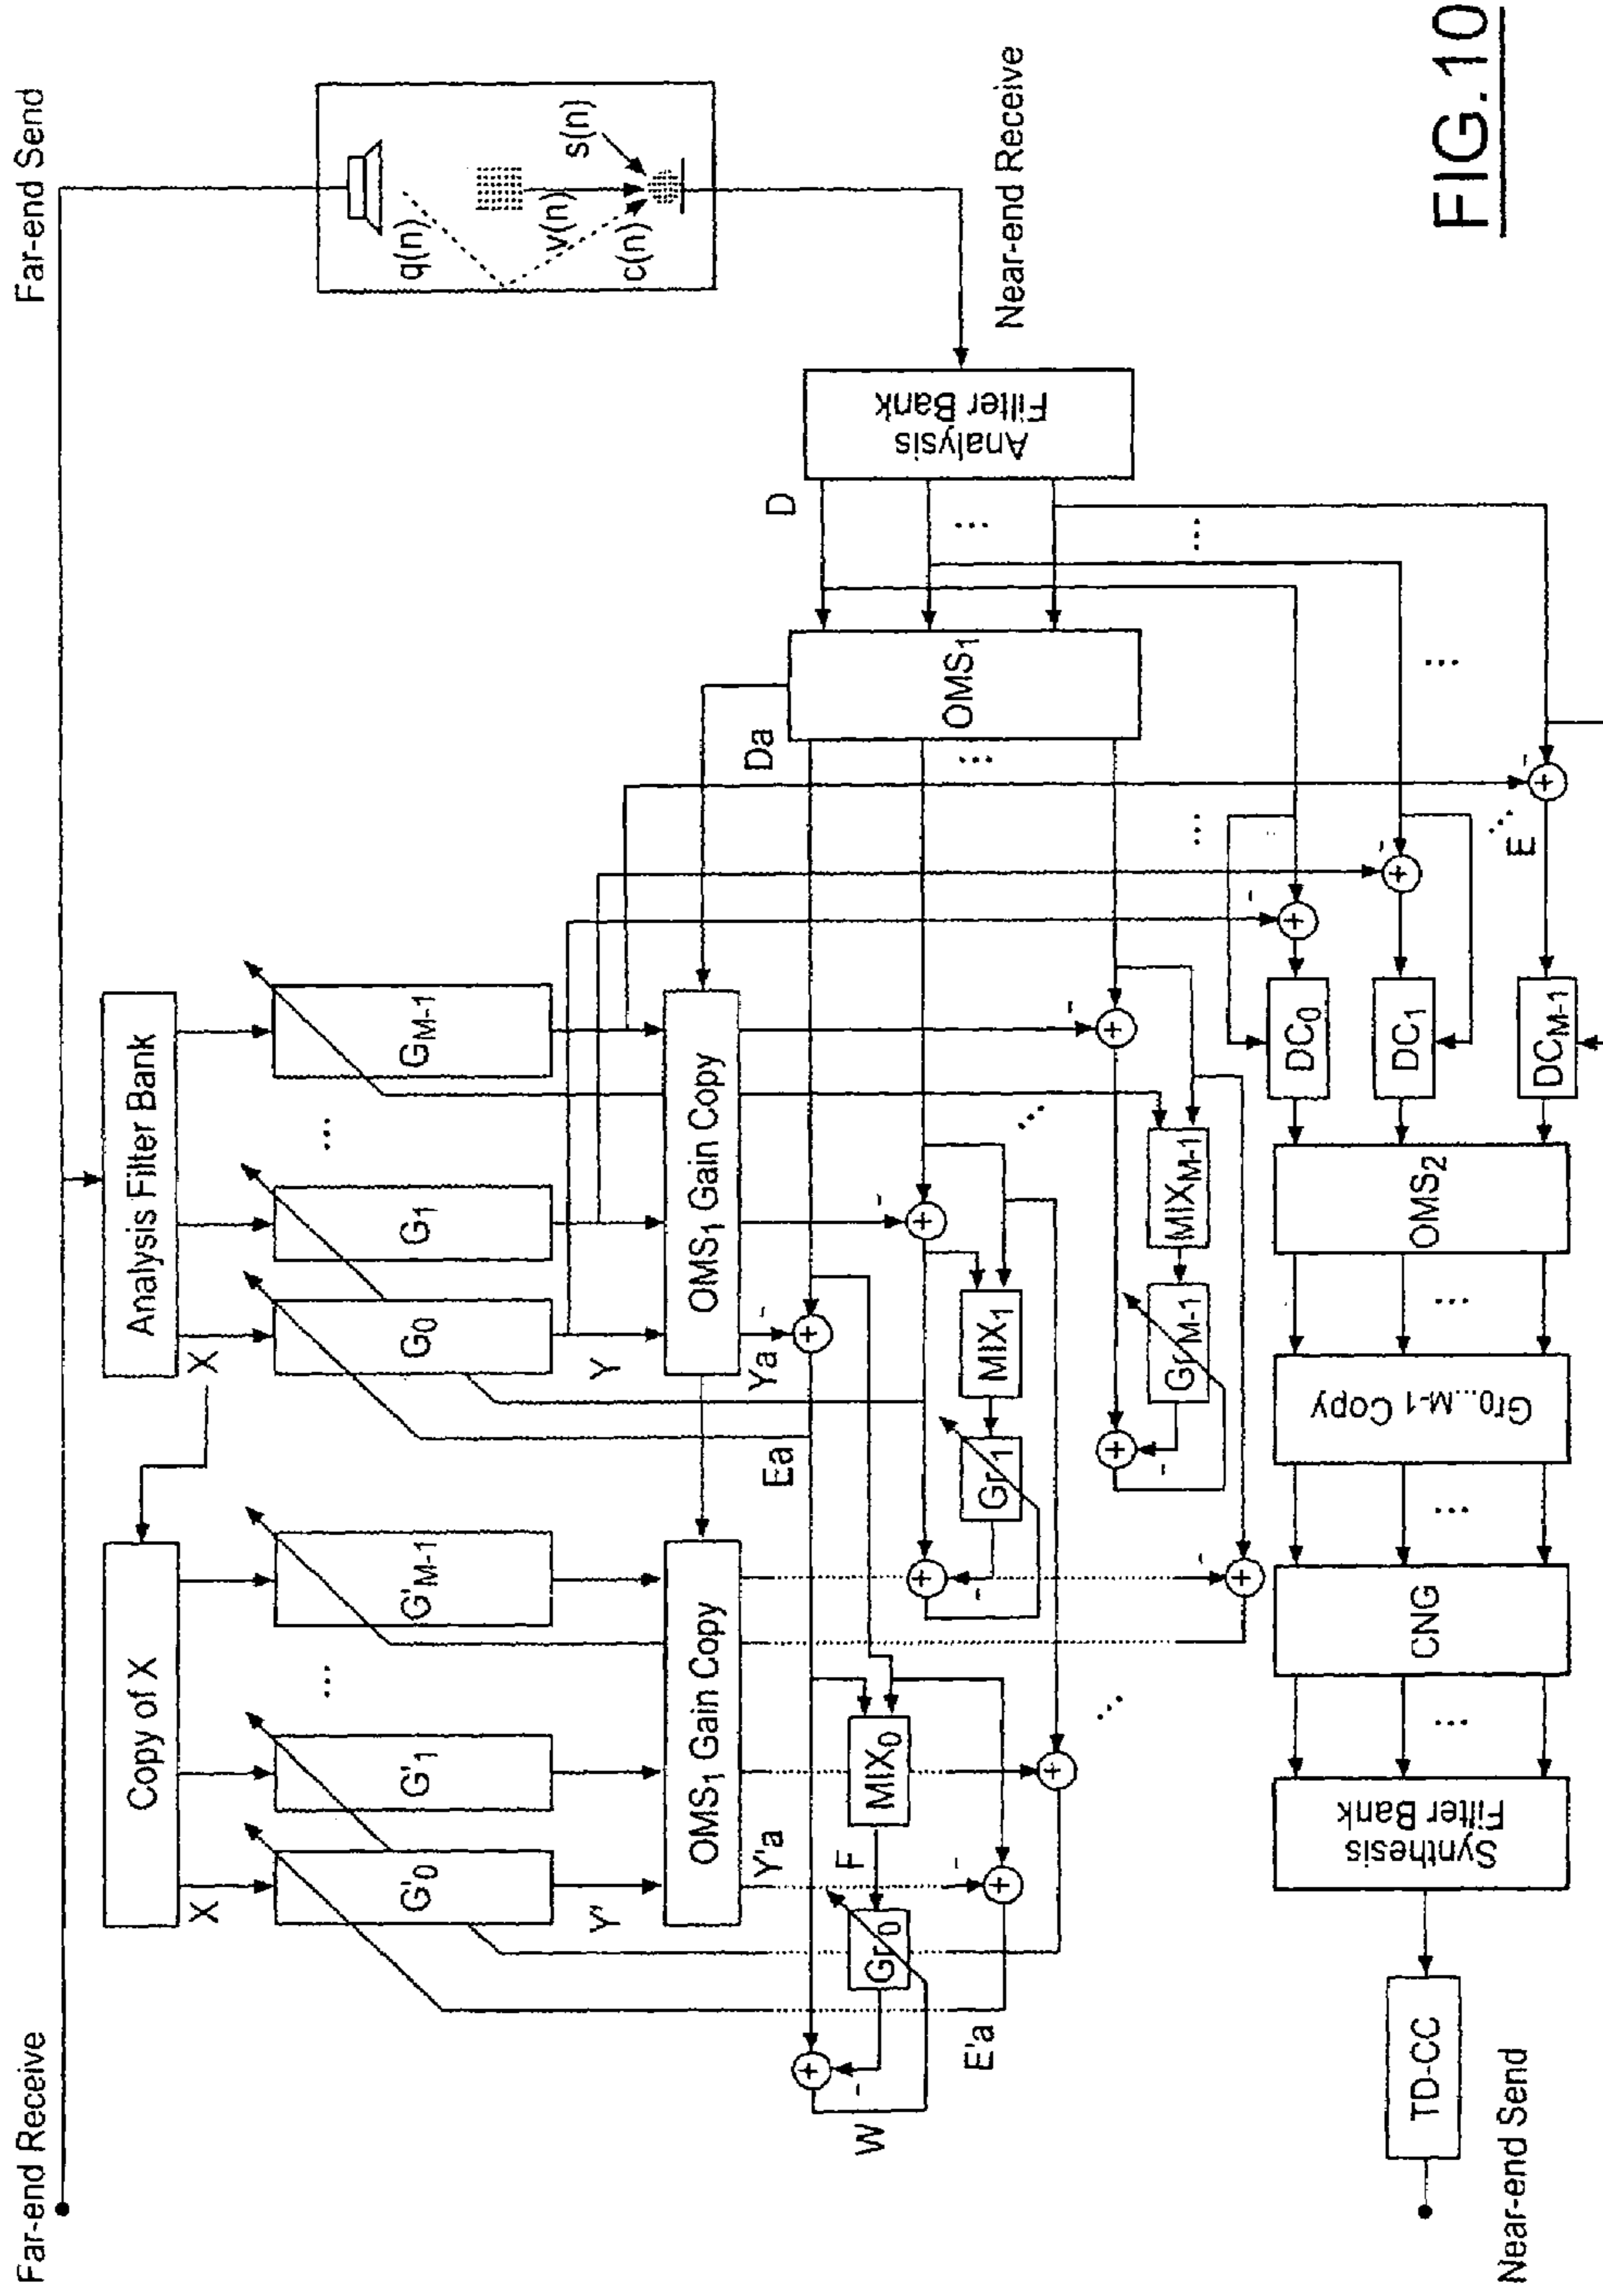 Far-end Receive
Far-end Send
Copy of X
Analysis Filter Bank
X
X
G'0
G'1
...
G'M-1
G0
G1
...
GM-1
Y'
Y
OMS1 Gain Copy
OMS1 Gain Copy
Y'a
Ya
Da
D
q(n)
v(n)
s(n)
c(n)
Near-end Receive
Analysis
Filter Bank
...
...
OMS1
...
...
Ea
W
Gr0
F
MIX0
E'a
...
Gr1
MIX1
...
GrM-1
MIXM-1
...
...
E
DC0
DC1
DCM-1
OMS2
...
Gr0...M-1 Copy
...
CNG
...
Synthesis
Filter Bank
TD-CC
Near-end Send
FIG.10